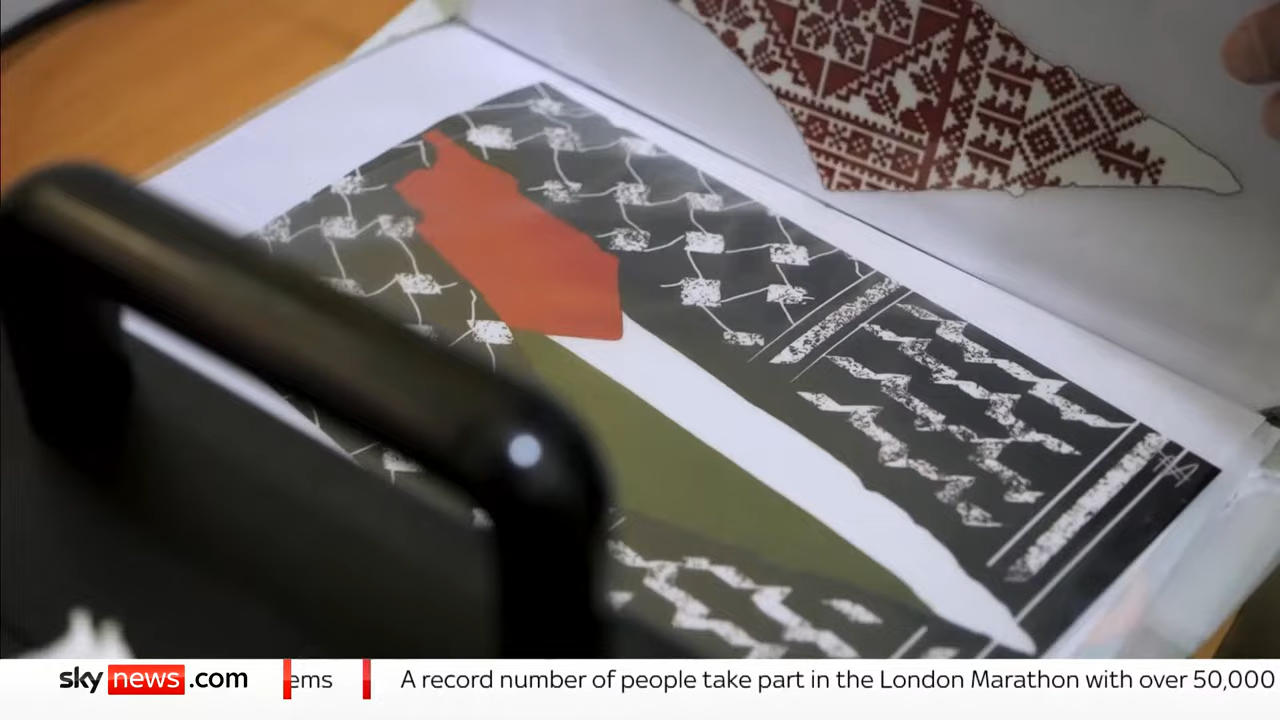 sky news.com
ems
A record number of people take part in the London Marathon with over 50,000